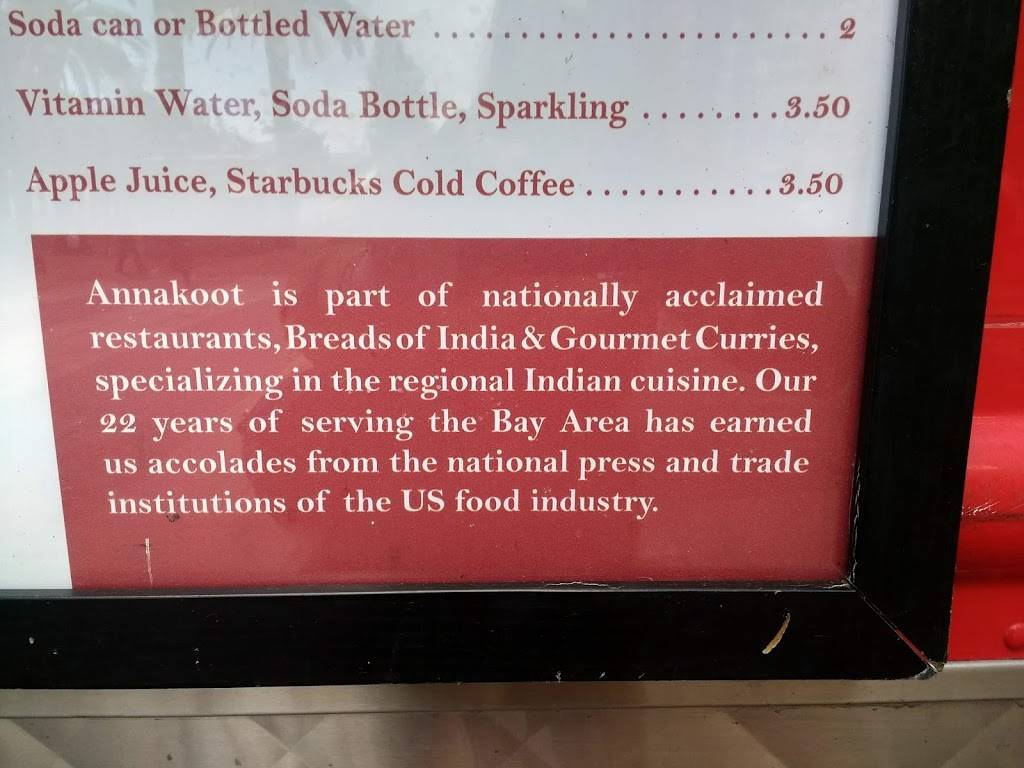 Soda can or Bottled Water ........................ 2
Vitamin Water, Soda Bottle, Sparkling ........3.50
Apple Juice, Starbucks Cold Coffee ...........3.50
Annakoot is part of nationally acclaimed
restaurants, Breads of India & Gourmet Curries,
specializing in the regional Indian cuisine. Our
22 years of serving the Bay Area has earned
us accolades from the national press and trade
institutions of the US food industry.